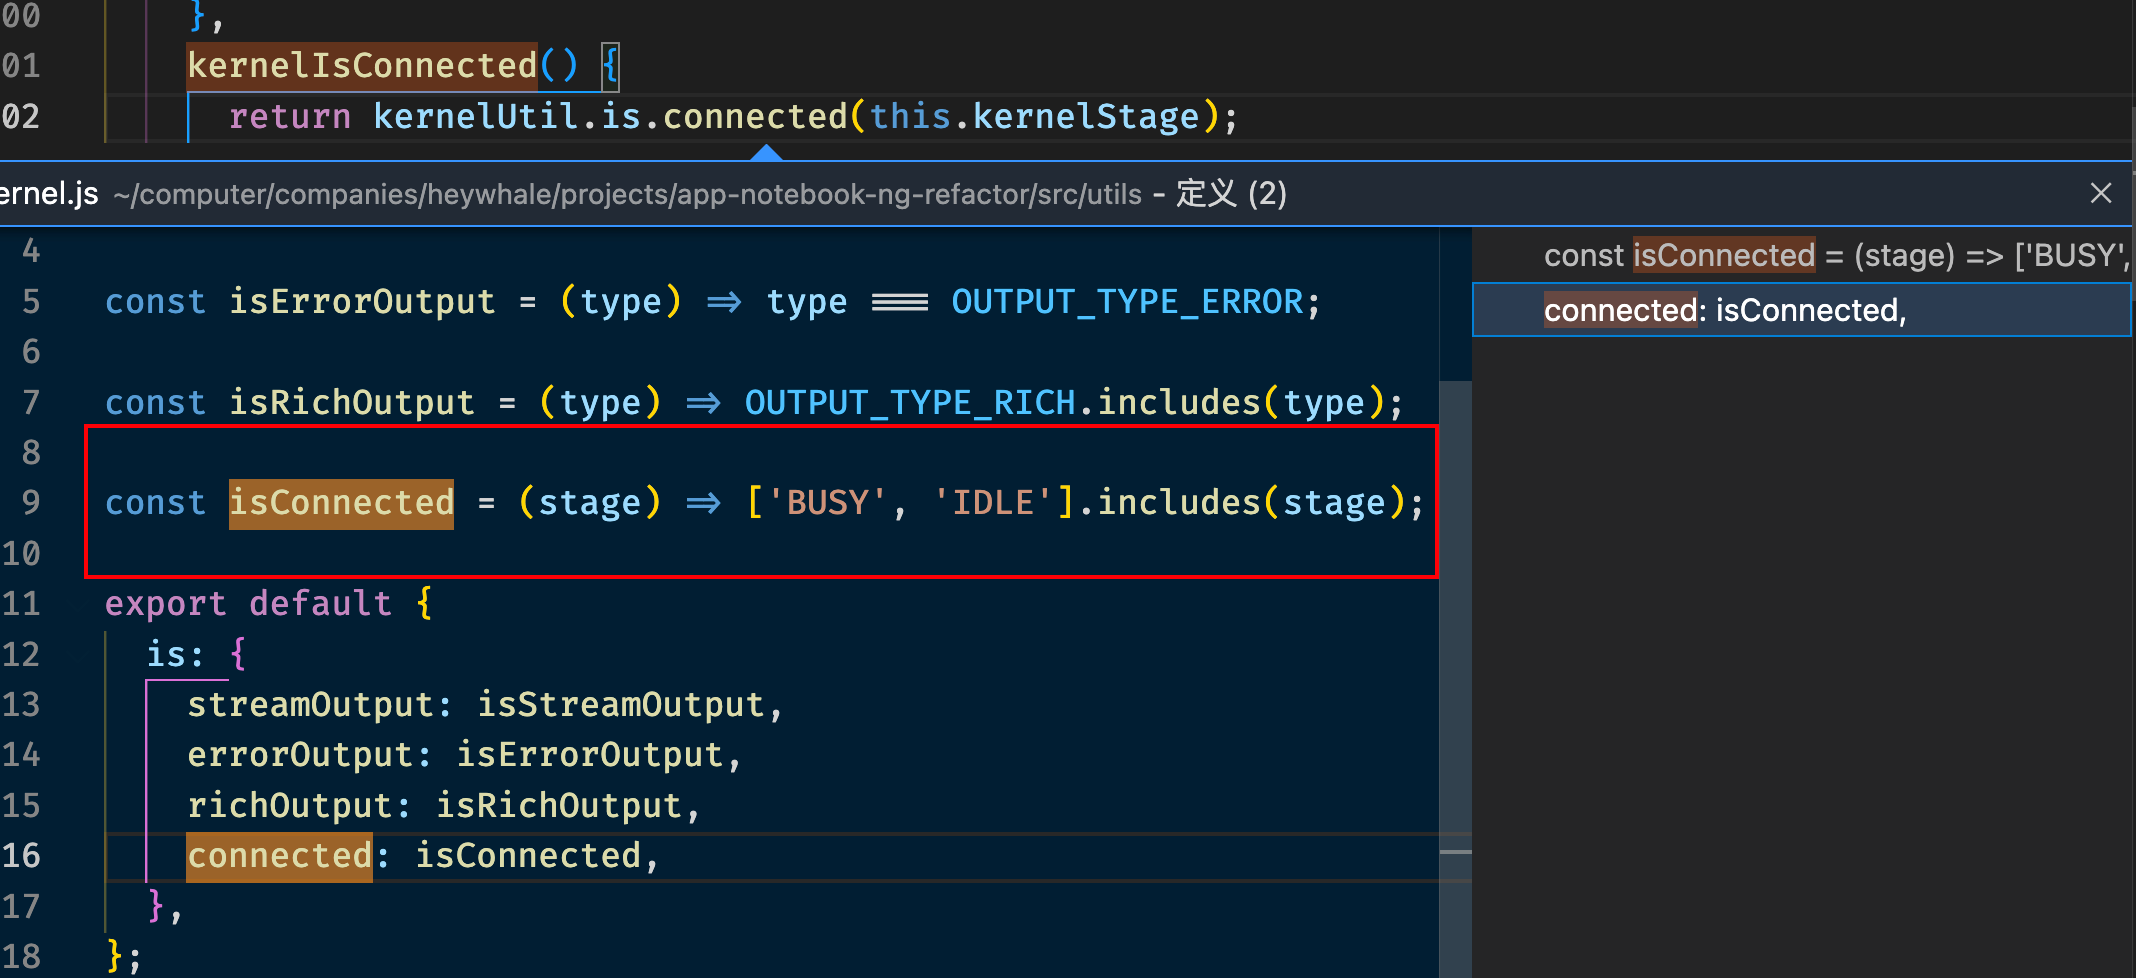 00 },
01 kernelIsConnected() {
02 return kernelUtil.is.connected(this.kernelStage);
ernel.js ~/computer/companies/heywhale/projects/app-notebook-ng-refactor/src/utils - 定义 (2)
4
5 const isErrorOutput = (type) => type === OUTPUT_TYPE_ERROR;
6
7 const isRichOutput = (type) => OUTPUT_TYPE_RICH.includes(type);
8
9 const isConnected = (stage) => ['BUSY', 'IDLE'].includes(stage);
10
11 export default {
12 is: {
13 streamOutput: isStreamOutput,
14 errorOutput: isErrorOutput,
15 richOutput: isRichOutput,
16 connected: isConnected,
17 },
18 };
const isConnected = (stage) => ['BUSY',
connected: isConnected,